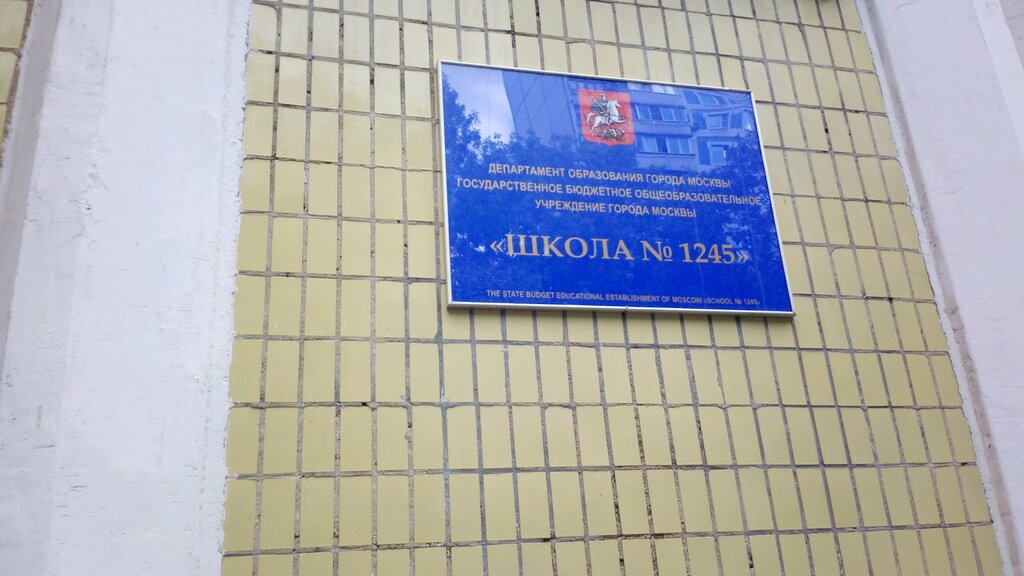 ДЕПАРТАМЕНТ ОБРАЗОВАНИЯ ГОРОДА МОСКВЫ
ГОСУДАРСТВЕННОЕ БЮДЖЕТНОЕ ОБЩЕОБРАЗОВАТЕЛЬНОЕ
УЧРЕЖДЕНИЕ ГОРОДА МОСКВЫ
«ШКОЛА № 1245»
THE STATE BUDGET EDUCATIONAL ESTABLISHMENT OF MOSCOW «SCHOOL № 1245»